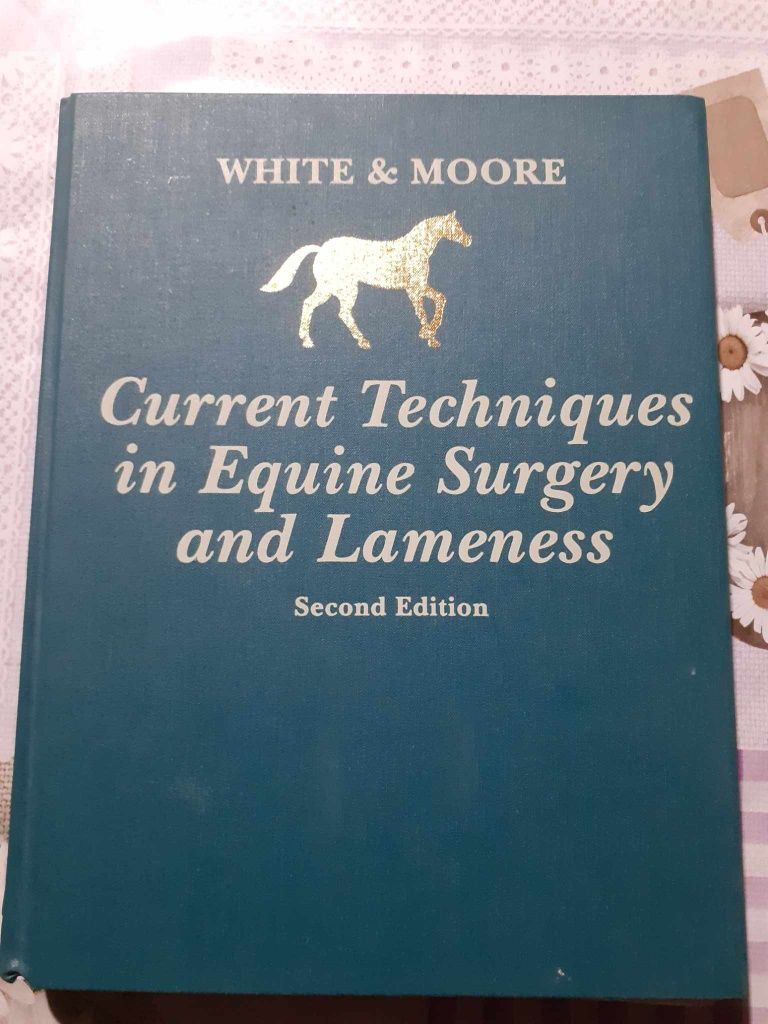 WHITE & MOORE
Current Techniques
in Equine Surgery
and Lameness
Second Edition